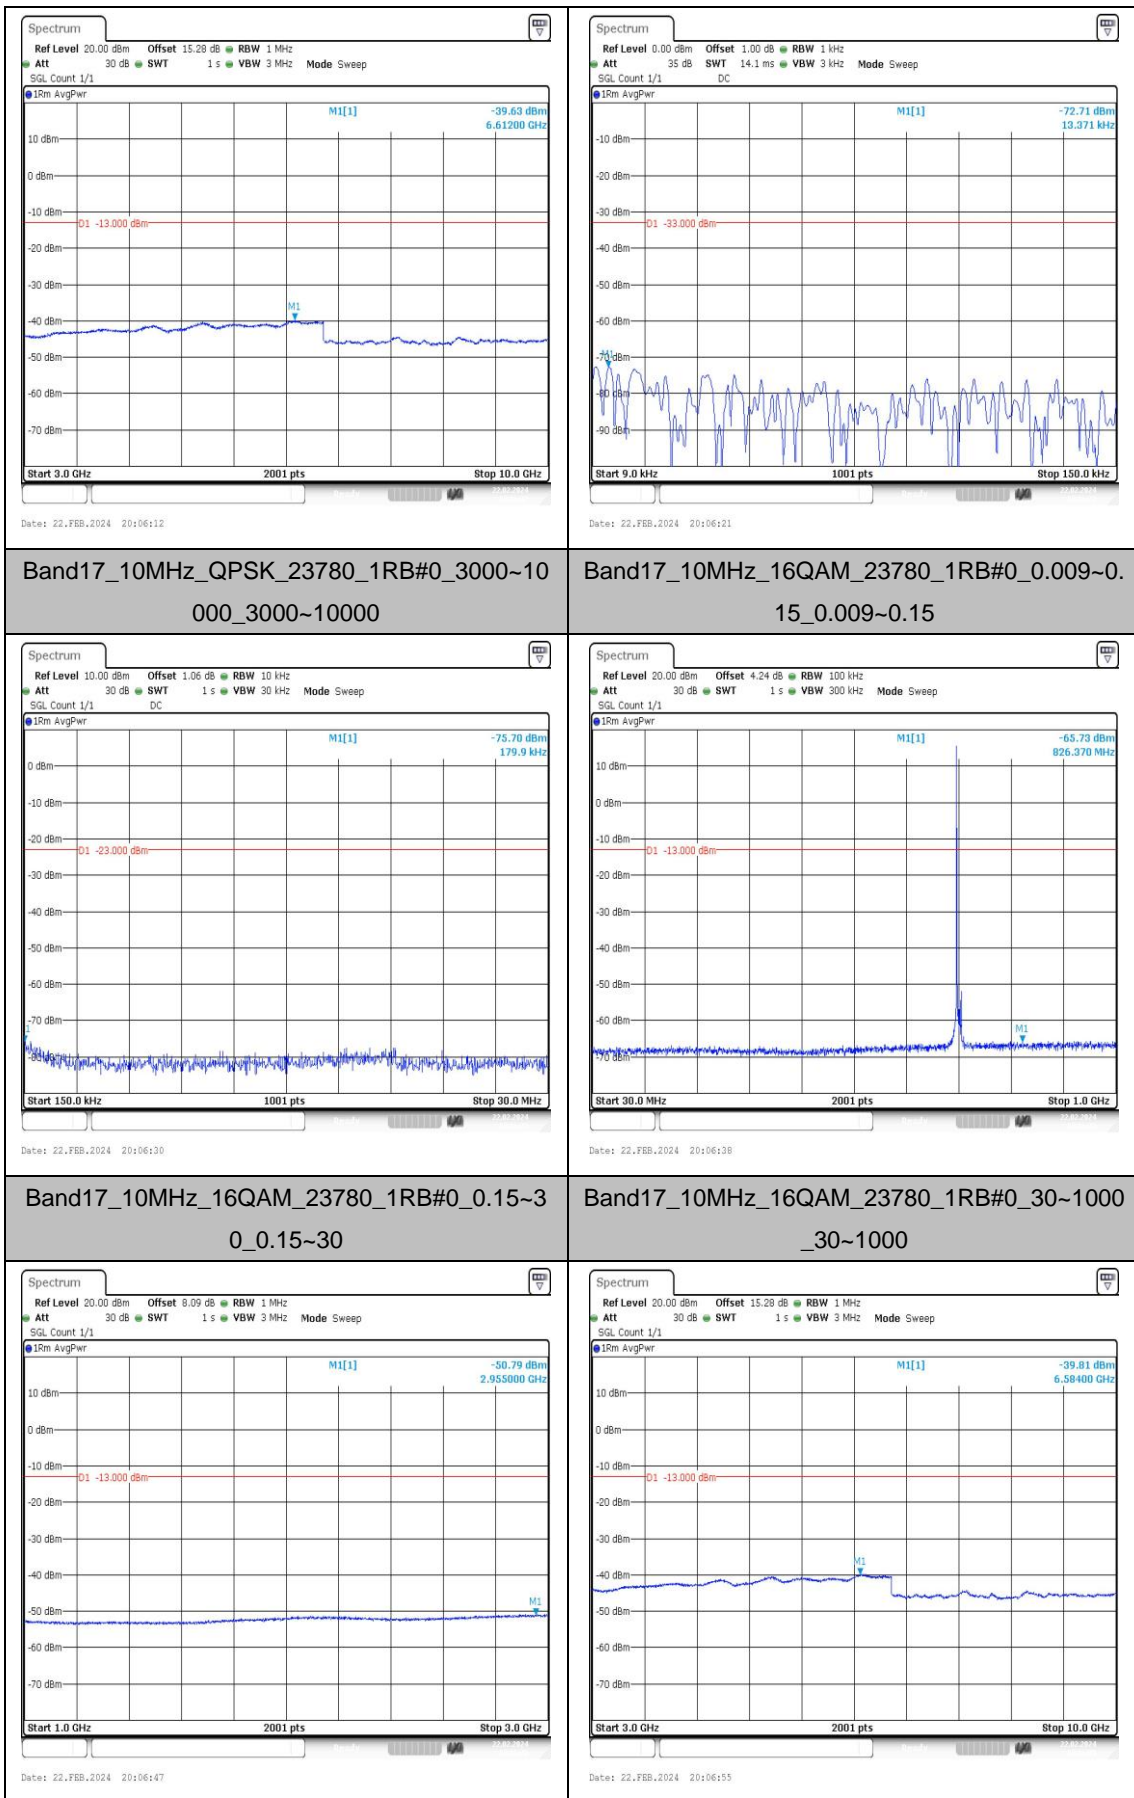 Spectrum
Ref Level 20.00 dBm Offset 15.28 dB RBW 1 MHz
Att 30 dB SWT 1 s VBW 3 MHz Mode Sweep
SGL Count 1/1
1Rm AvgPwr
M1[1] -39.63 dBm
6.61200 GHz
10 dBm
0 dBm
-10 dBm
D1 -13.000 dBm
-20 dBm
-30 dBm
M1
-40 dBm
-50 dBm
-60 dBm
-70 dBm
Start 3.0 GHz 2001 pts Stop 10.0 GHz
Date: 22.FEB.2024 20:06:12
Spectrum
Ref Level 0.00 dBm Offset 1.00 dB RBW 1 kHz
Att 35 dB SWT 14.1 ms VBW 3 kHz Mode Sweep
SGL Count 1/1 DC
1Rm AvgPwr
M1[1] -72.71 dBm
13.371 kHz
-10 dBm
-20 dBm
-30 dBm
D1 -33.000 dBm
-40 dBm
-50 dBm
-60 dBm
M1
-70 dBm
-80 dBm
-90 dBm
Start 9.0 kHz 1001 pts Stop 150.0 kHz
Date: 22.FEB.2024 20:06:21
Band17_10MHz_QPSK_23780_1RB#0_3000~10
000_3000~10000
Band17_10MHz_16QAM_23780_1RB#0_0.009~0.
15_0.009~0.15
Spectrum
Ref Level 10.00 dBm Offset 1.06 dB RBW 10 kHz
Att 30 dB SWT 1 s VBW 30 kHz Mode Sweep
SGL Count 1/1 DC
1Rm AvgPwr
M1[1] -75.70 dBm
179.9 kHz
0 dBm
-10 dBm
-20 dBm
D1 -23.000 dBm
-30 dBm
-40 dBm
-50 dBm
-60 dBm
-70 dBm
-80 dBm
Start 150.0 kHz 1001 pts Stop 30.0 MHz
Date: 22.FEB.2024 20:06:30
Spectrum
Ref Level 20.00 dBm Offset 4.24 dB RBW 100 kHz
Att 30 dB SWT 1 s VBW 300 kHz Mode Sweep
SGL Count 1/1
1Rm AvgPwr
M1[1] -65.73 dBm
826.370 MHz
10 dBm
0 dBm
-10 dBm
D1 -13.000 dBm
-20 dBm
-30 dBm
-40 dBm
-50 dBm
-60 dBm
M1
-70 dBm
Start 30.0 MHz 2001 pts Stop 1.0 GHz
Date: 22.FEB.2024 20:06:38
Band17_10MHz_16QAM_23780_1RB#0_0.15~3
0_0.15~30
Band17_10MHz_16QAM_23780_1RB#0_30~1000
_30~1000
Spectrum
Ref Level 20.00 dBm Offset 8.09 dB RBW 1 MHz
Att 30 dB SWT 1 s VBW 3 MHz Mode Sweep
SGL Count 1/1
1Rm AvgPwr
M1[1] -50.79 dBm
2.955000 GHz
10 dBm
0 dBm
-10 dBm
D1 -13.000 dBm
-20 dBm
-30 dBm
-40 dBm
-50 dBm
M1
-60 dBm
-70 dBm
Start 1.0 GHz 2001 pts Stop 3.0 GHz
Date: 22.FEB.2024 20:06:47
Spectrum
Ref Level 20.00 dBm Offset 15.28 dB RBW 1 MHz
Att 30 dB SWT 1 s VBW 3 MHz Mode Sweep
SGL Count 1/1
1Rm AvgPwr
M1[1] -39.81 dBm
6.58400 GHz
10 dBm
0 dBm
-10 dBm
D1 -13.000 dBm
-20 dBm
-30 dBm
M1
-40 dBm
-50 dBm
-60 dBm
-70 dBm
Start 3.0 GHz 2001 pts Stop 10.0 GHz
Date: 22.FEB.2024 20:06:55